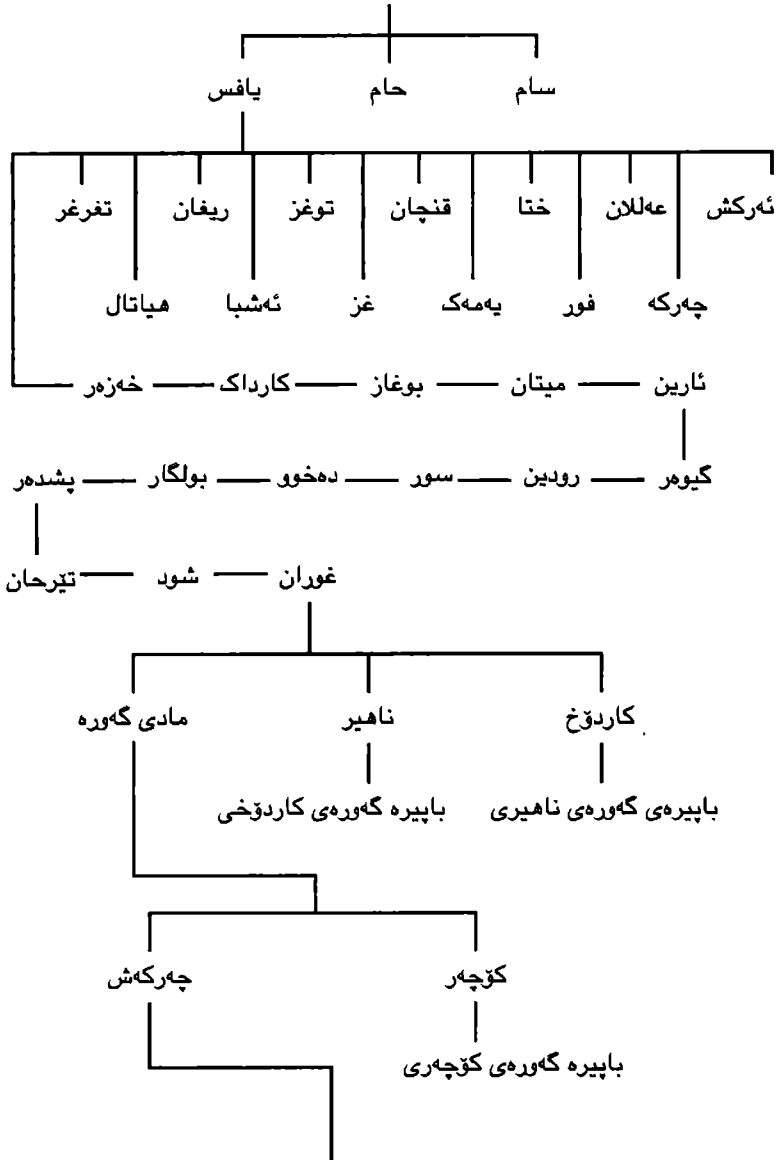 سام حام یافس
ئەرکش عەللان ختا قنچان توغز ریفان تغرغر
چەرکە فور یەمەک غز ئەشبا هیاتال
ئارین میتان بوغاز کارداک خەزەر
گیوەر رودین سور دەخوو بولگار پشدەر
غوران شود تێرحان
کاردۆخ ناهیر مادی گەورە
باپیرەی گەورەی ناهیری باپیرە گەورەی کاردۆخی
کۆچەر چەرکەش
باپیرە گەورەی کۆچەری